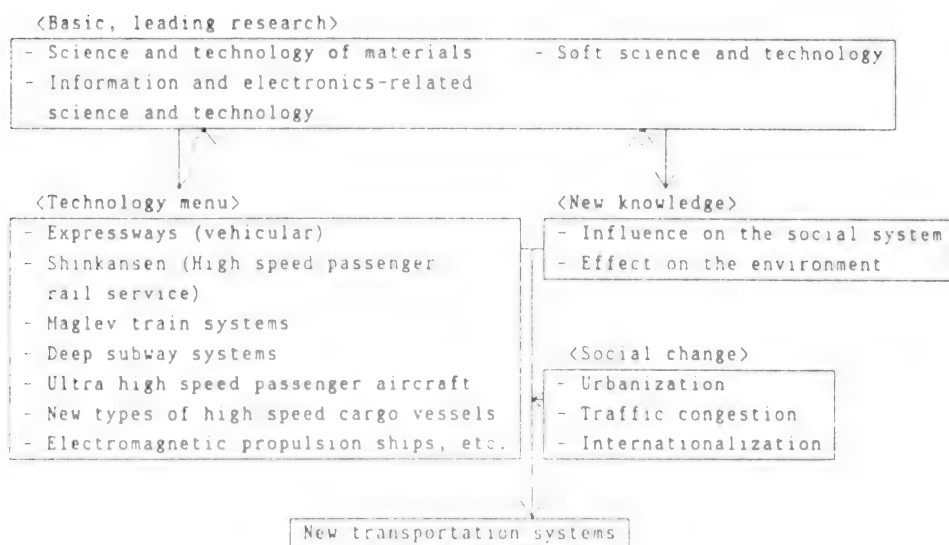 <Basic, leading research>
- Science and technology of materials - Soft science and technology
- Information and electronics-related
science and technology
<Technology menu>
- Expressways (vehicular)
- Shinkansen (High speed passenger
rail service)
- Maglev train systems
- Deep subway systems
- Ultra high speed passenger aircraft
- New types of high speed cargo vessels
- Electromagnetic propulsion ships, etc.
<New knowledge>
- Influence on the social system
- Effect on the environment
<Social change>
- Urbanization
- Traffic congestion
- Internationalization
New transportation systems